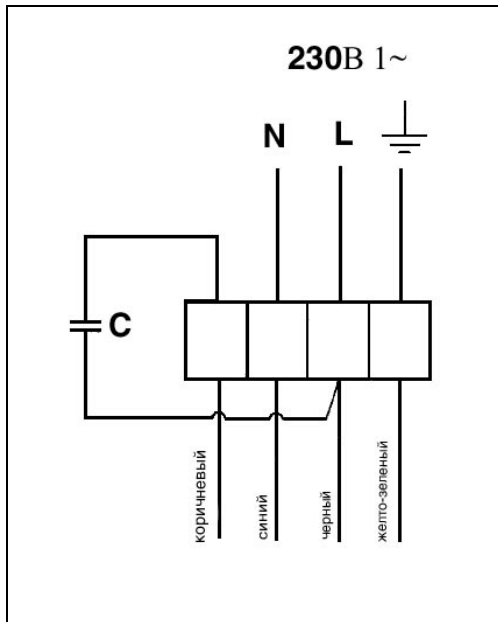 230В 1~
N L
C
коричневый
синий
черный
желто-зеленый